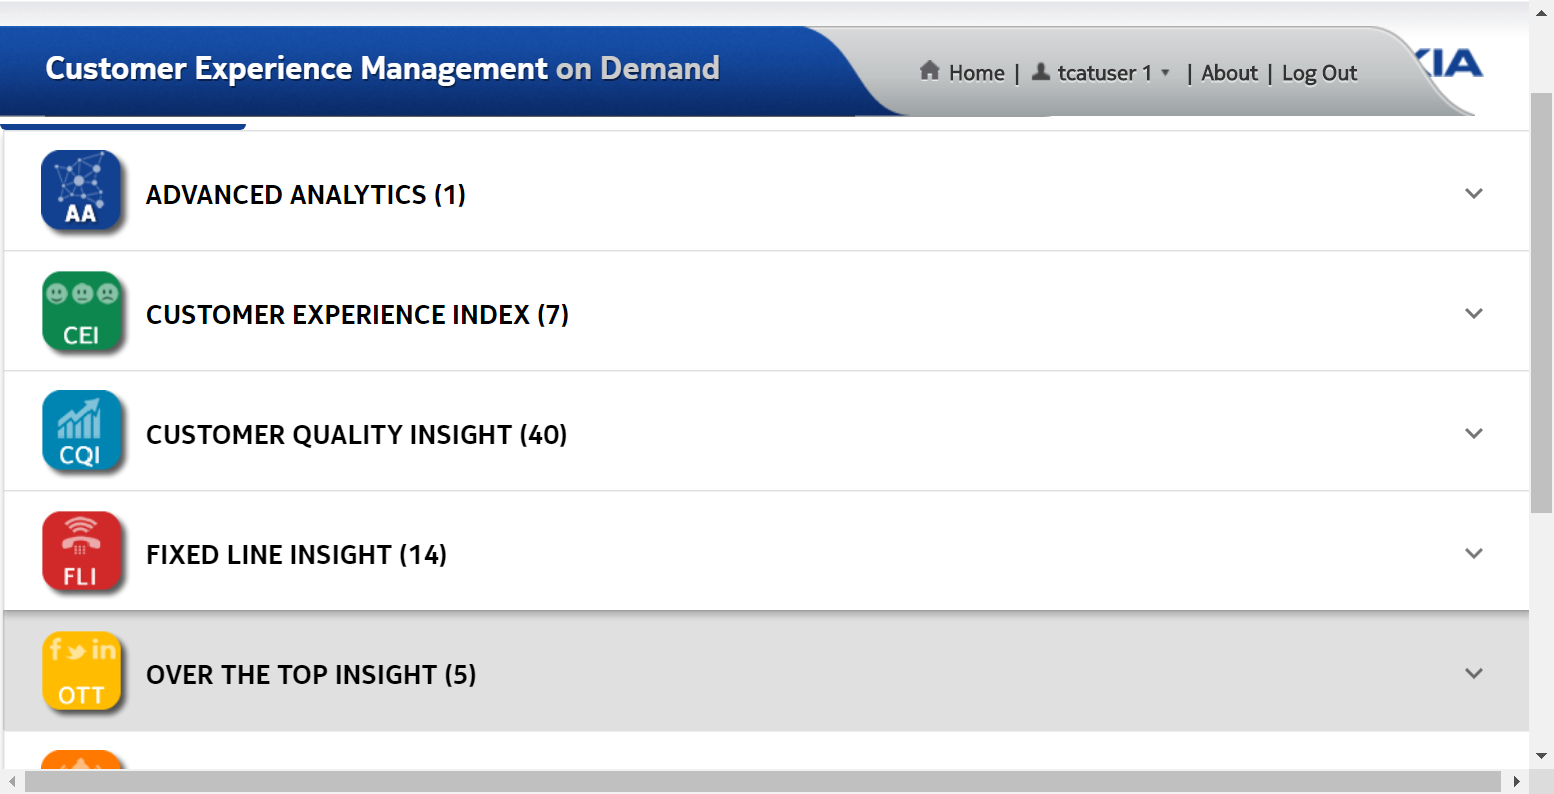 Customer Experience Management on Demand
Home | tcatuser 1 | About | Log Out
AA
ADVANCED ANALYTICS (1)
CEI
CUSTOMER EXPERIENCE INDEX (7)
CQI
CUSTOMER QUALITY INSIGHT (40)
FLI
FIXED LINE INSIGHT (14)
f in
OTT
OVER THE TOP INSIGHT (5)